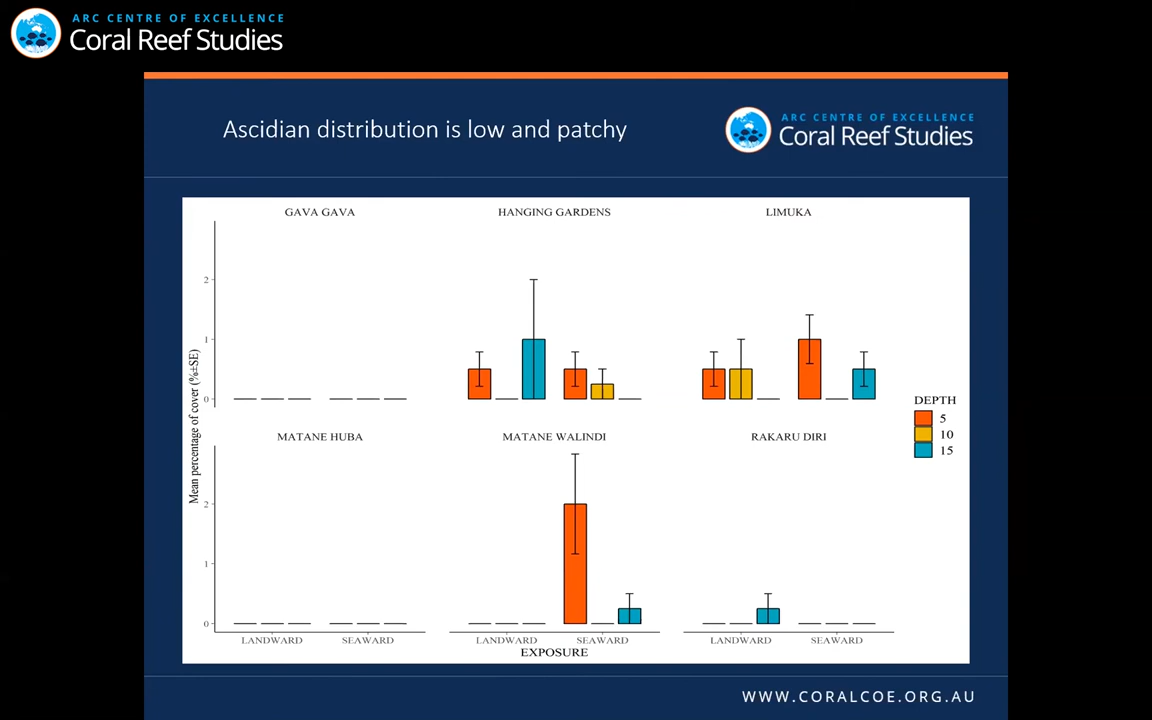 ARC CENTRE OF EXCELLENCE
Coral Reef Studies
Ascidian distribution is low and patchy
ARC CENTRE OF EXCELLENCE
Coral Reef Studies
GAVA GAVA
HANGING GARDENS
LIMUKA
2
1
0
Mean percentage of cover (%±SE)
DEPTH
5
10
15
MATANE HUBA
MATANE WALINDI
RAKARU DIRI
2
1
0
LANDWARD SEAWARD
LANDWARD SEAWARD
LANDWARD SEAWARD
EXPOSURE
WWW.CORALCOE.ORG.AU